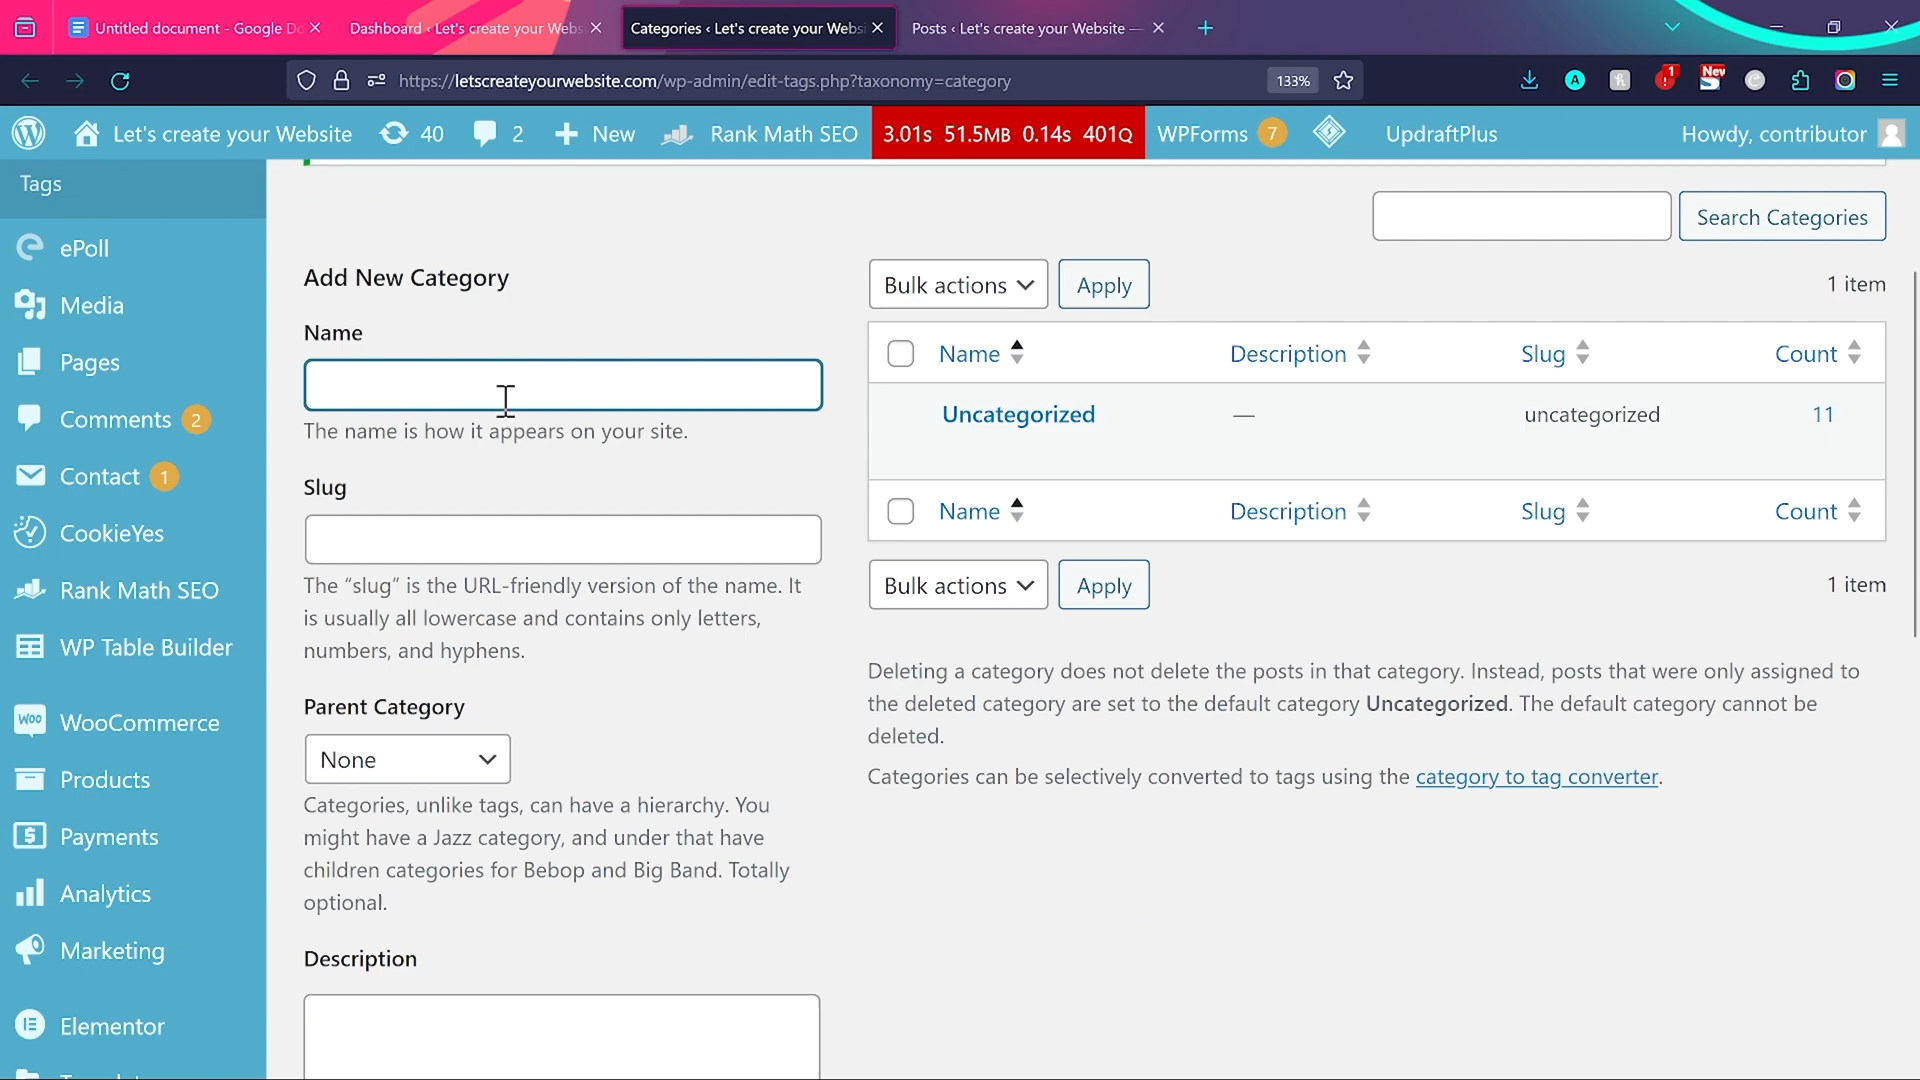 Untitled document - Google Do
Dashboard ‹ Let's create your Webs
Categories ‹ Let's create your Websi
Posts ‹ Let's create your Website —
https://letscreateyourwebsite.com/wp-admin/edit-tags.php?taxonomy=category
133%
1
New
Let's create your Website
40
2
New
Rank Math SEO
3.01s 51.5MB 0.14s 401Q
WPForms 7
UpdraftPlus
Howdy, contributor
Tags
ePoll
Media
Pages
Comments 2
Contact 1
CookieYes
Rank Math SEO
WP Table Builder
WooCommerce
Products
Payments
Analytics
Marketing
Elementor
Search Categories
Add New Category
Name
The name is how it appears on your site.
Slug
The “slug” is the URL-friendly version of the name. It
is usually all lowercase and contains only letters,
numbers, and hyphens.
Parent Category
None
Categories, unlike tags, can have a hierarchy. You
might have a Jazz category, and under that have
children categories for Bebop and Big Band. Totally
optional.
Description
Bulk actions Apply 1 item
Name Description Slug Count
Uncategorized — uncategorized 11
Name Description Slug Count
Bulk actions Apply 1 item
Deleting a category does not delete the posts in that category. Instead, posts that were only assigned to
the deleted category are set to the default category Uncategorized. The default category cannot be
deleted.
Categories can be selectively converted to tags using the category to tag converter.